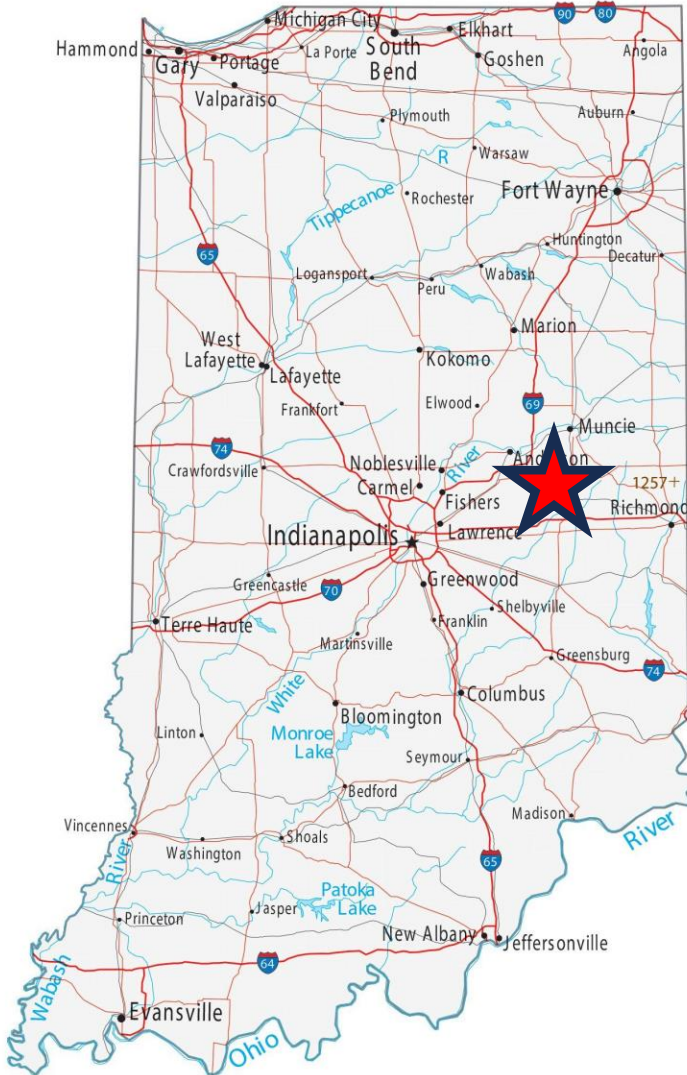 Michigan City
90
80
Elkhart
Hammond
Gary
Portage
La Porte
South
Bend
Goshen
Angola
Valparaiso
Plymouth
Auburn
R
Warsaw
Tippecanoe
Rochester
Fort Wayne
65
Huntington
Decatur
Logansport
Peru
Wabash
Marion
West
Lafayette
Lafayette
Kokomo
Frankfort
Elwood
69
Muncie
74
Crawfordsville
Noblesville
River
Carmel
Fishers
1257+
Richmond
Lawrence
Indianapolis
Greencastle
70
Greenwood
Shelbyville
Terre Haute
Franklin
Martinsville
Greensburg
74
White
Columbus
Bloomington
Linton
Monroe
Lake
Seymour
Bedford
Madison
Vincennes
River
Washington
Shoals
River
65
Patoka
Lake
Princeton
Jasper
New Albany
Jeffersonville
64
Wabash
Evansville
Ohio